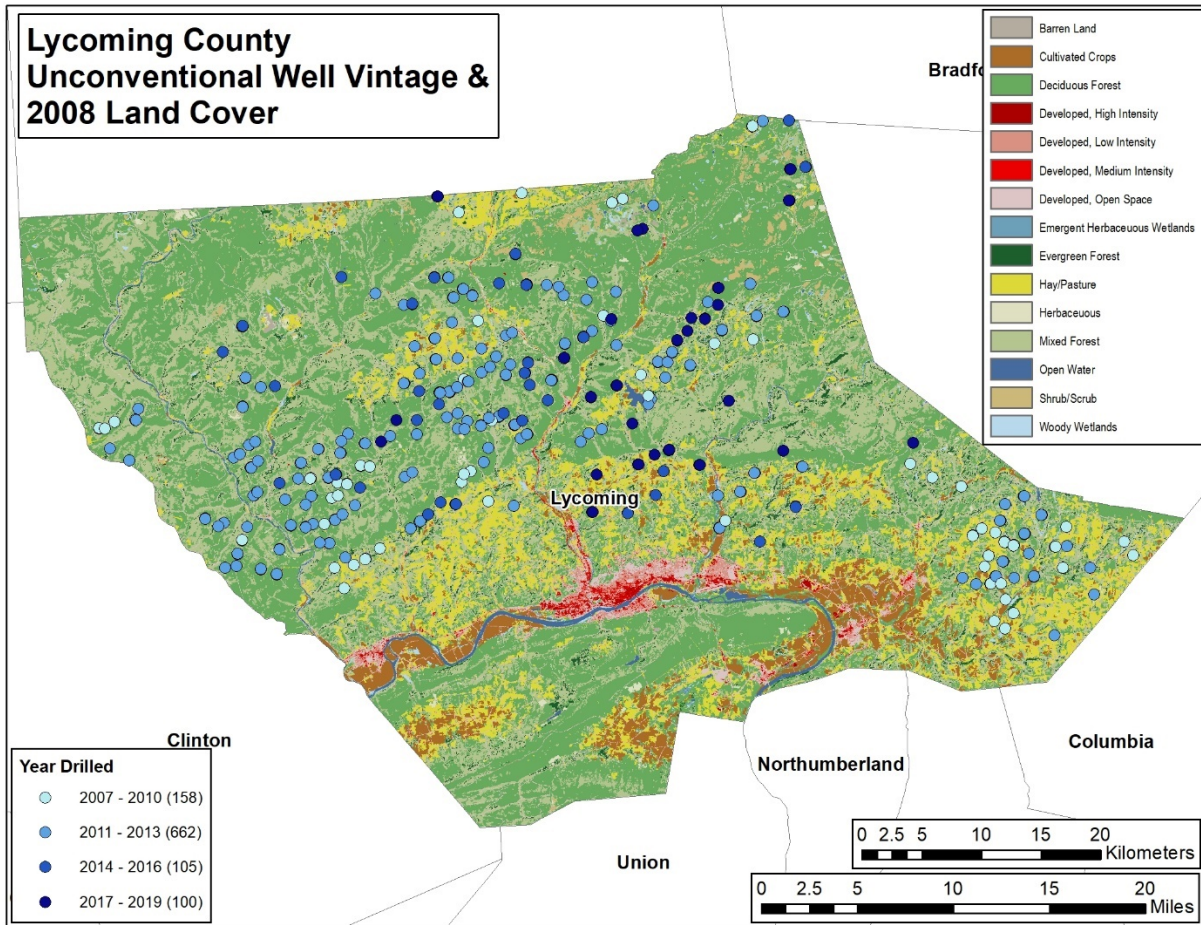 Lycoming County
Unconventional Well Vintage &
2008 Land Cover
Barren Land
Cultivated Crops
Deciduous Forest
Developed, High Intensity
Developed, Low Intensity
Developed, Medium Intensity
Developed, Open Space
Emergent Herbaceuous Wetlands
Evergreen Forest
Hay/Pasture
Herbaceuous
Mixed Forest
Open Water
Shrub/Scrub
Woody Wetlands
Lycoming
Clinton
Northumberland
Columbia
Union
Year Drilled
2007 - 2010 (158)
2011 - 2013 (662)
2014 - 2016 (105)
2017 - 2019 (100)
0 2.5 5 10 15 20
Kilometers
0 2.5 5 10 15 20
Miles